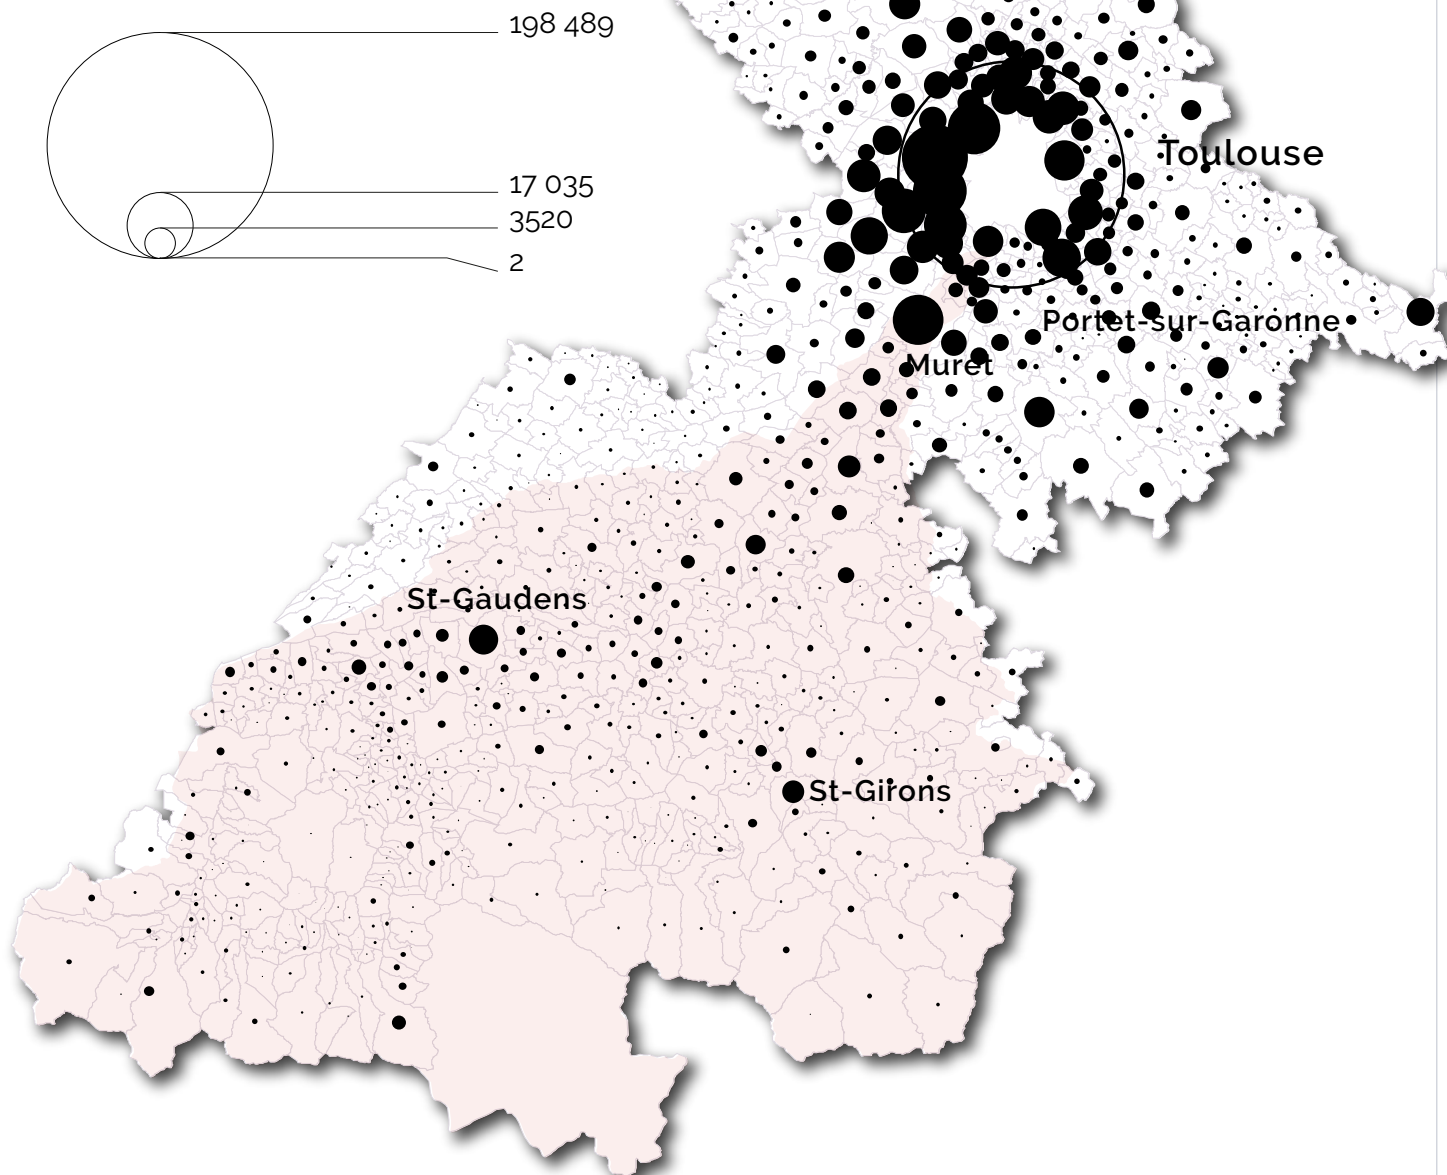 198 489
17 035
3520
2
Toulouse
Portet-sur-Garonne
Muret
St-Gaudens
St-Girons